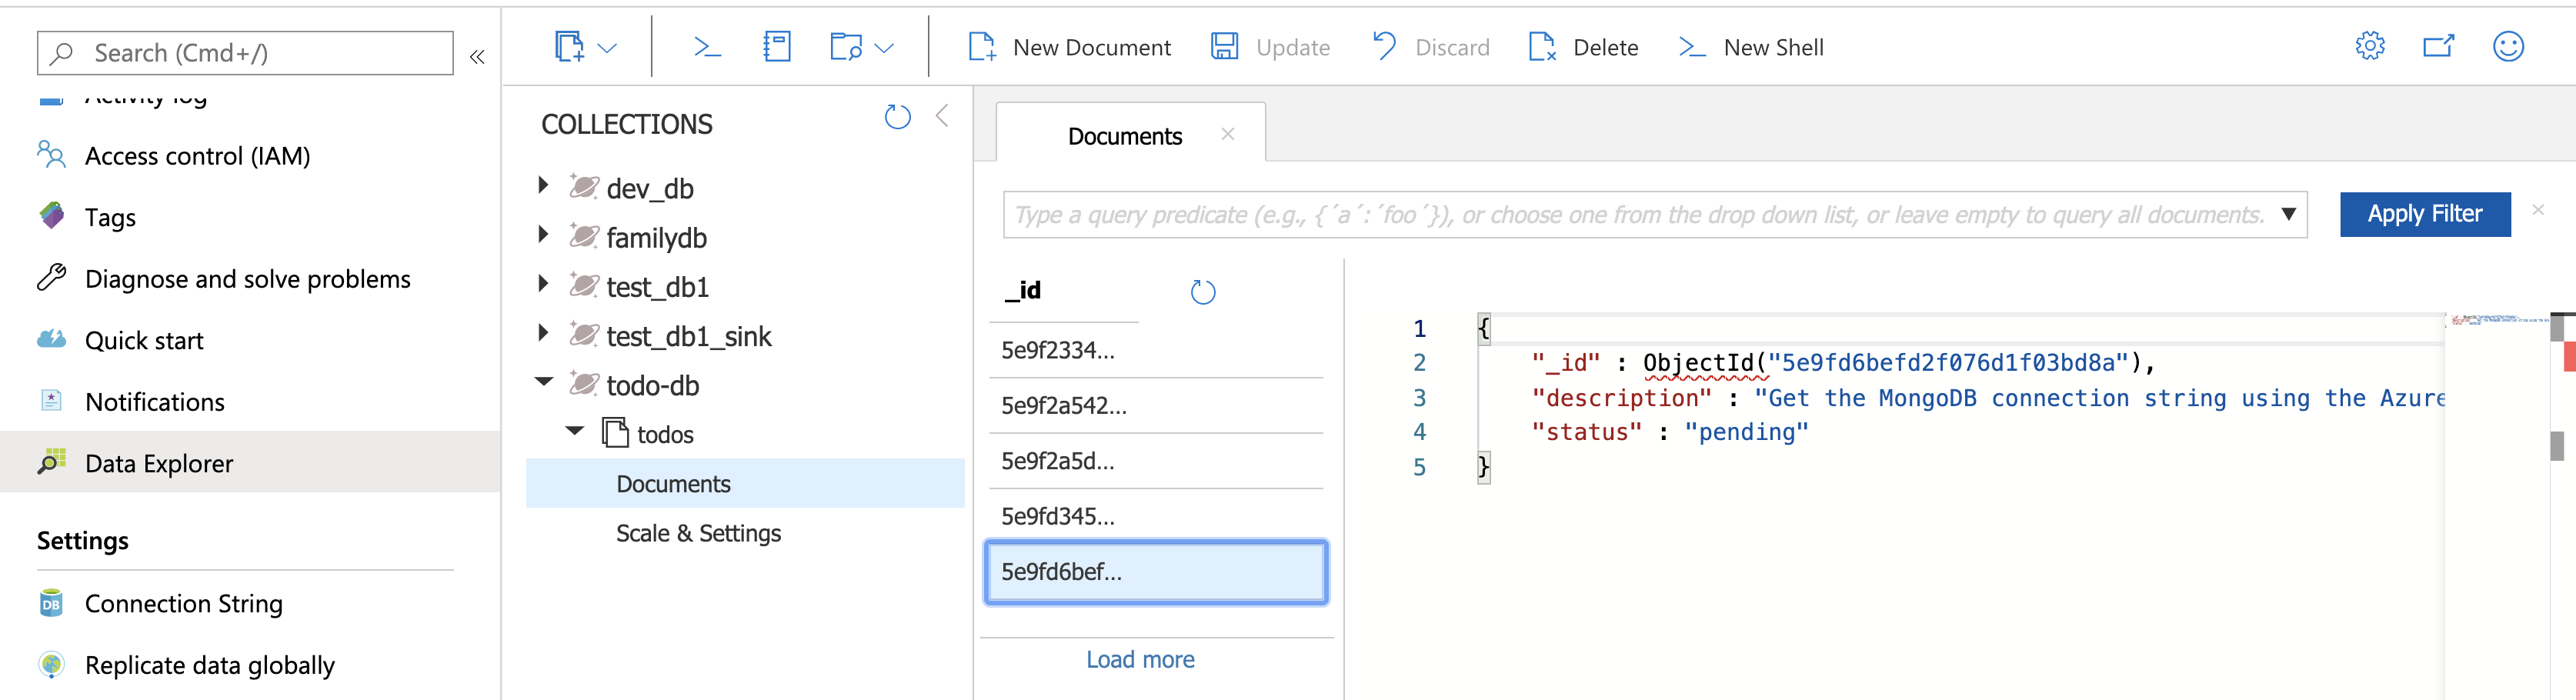 Search (Cmd+/)
«
New Document
Update
Discard
Delete
New Shell
Activity log
Access control (IAM)
Tags
Diagnose and solve problems
Quick start
Notifications
Data Explorer
Settings
Connection String
Replicate data globally
COLLECTIONS
dev_db
familydb
test_db1
test_db1_sink
todo-db
todos
Documents
Scale & Settings
Documents
Type a query predicate (e.g., {´a´:´foo´}), or choose one from the drop down list, or leave empty to query all documents.
Apply Filter
_id
5e9f2334...
5e9f2a542...
5e9f2a5d...
5e9fd345...
5e9fd6bef...
Load more
1 {
2 "_id" : ObjectId("5e9fd6befd2f076d1f03bd8a"),
3 "description" : "Get the MongoDB connection string using the Azure
4 "status" : "pending"
5 }